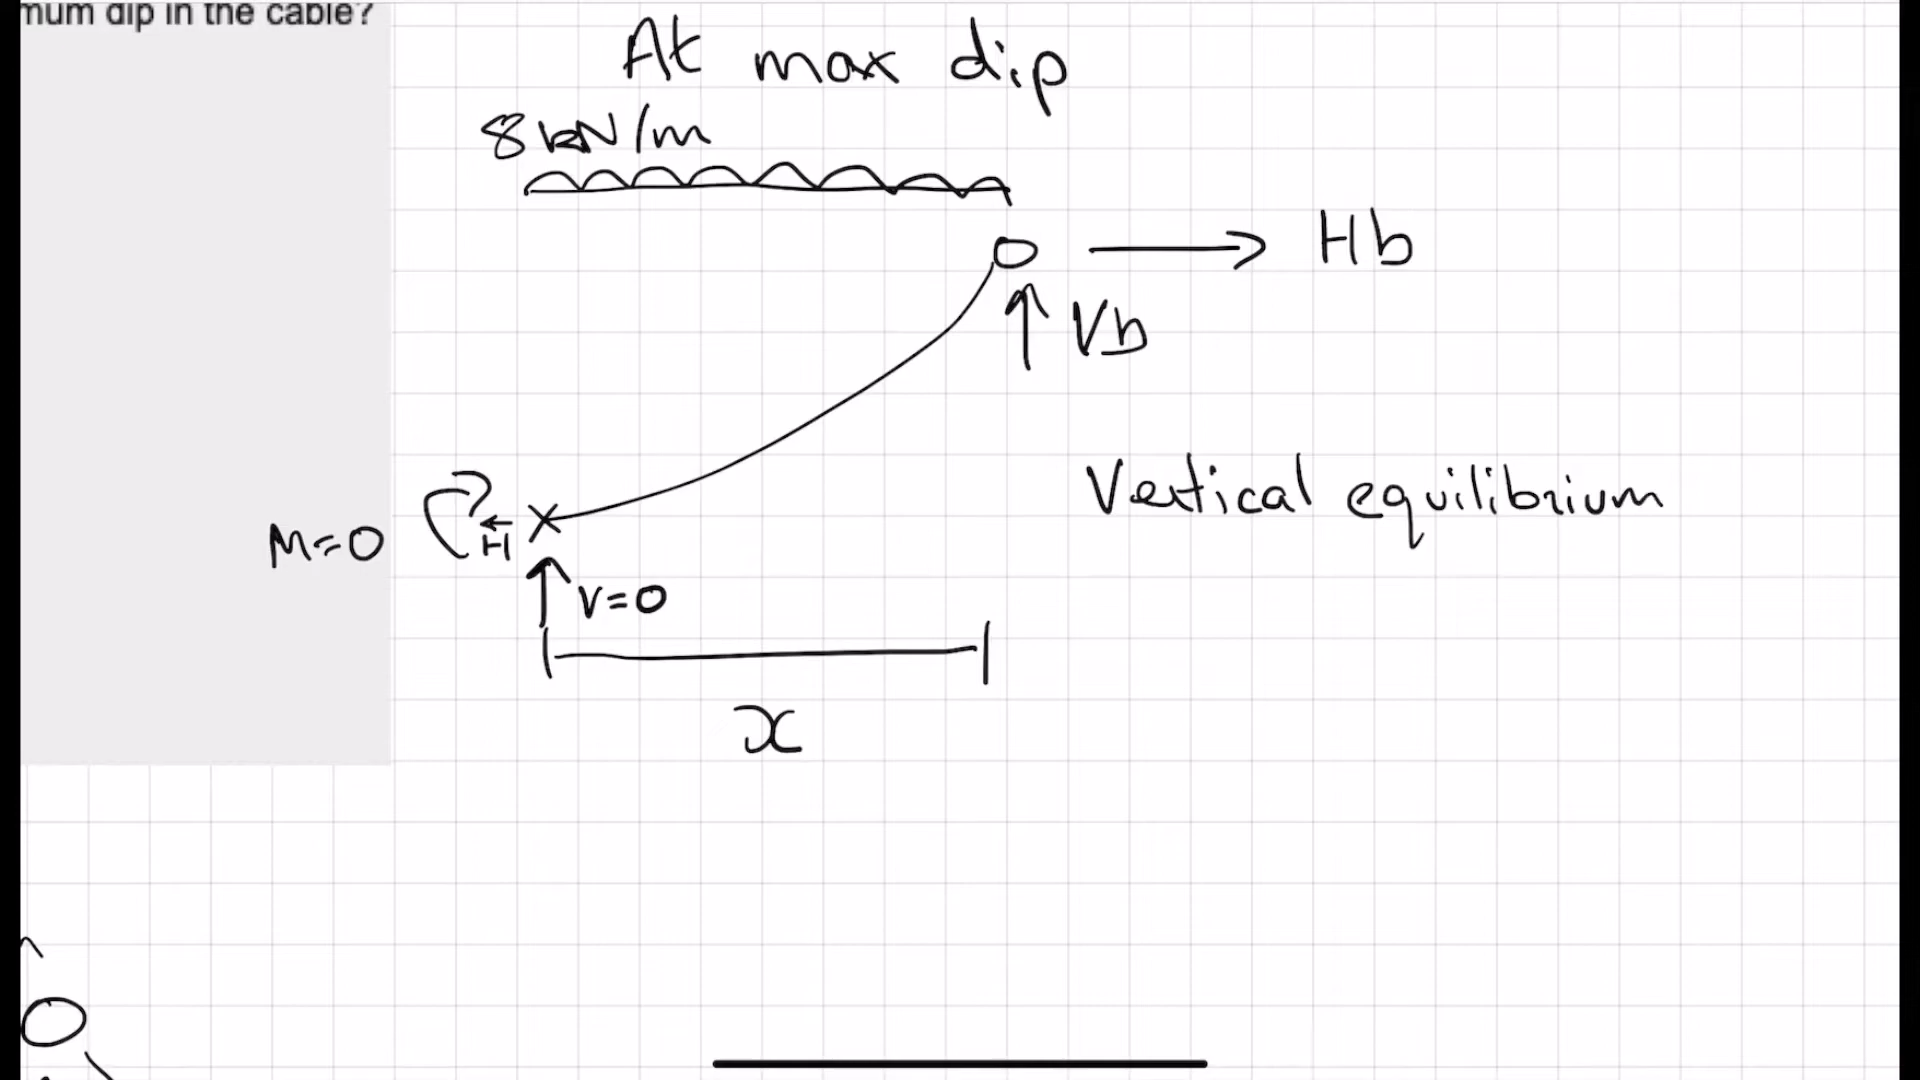 mum dip in the cable?
At max dip
8 kN/m
Hb
Vb
Vertical equilibrium
M=0
H
V=0
x